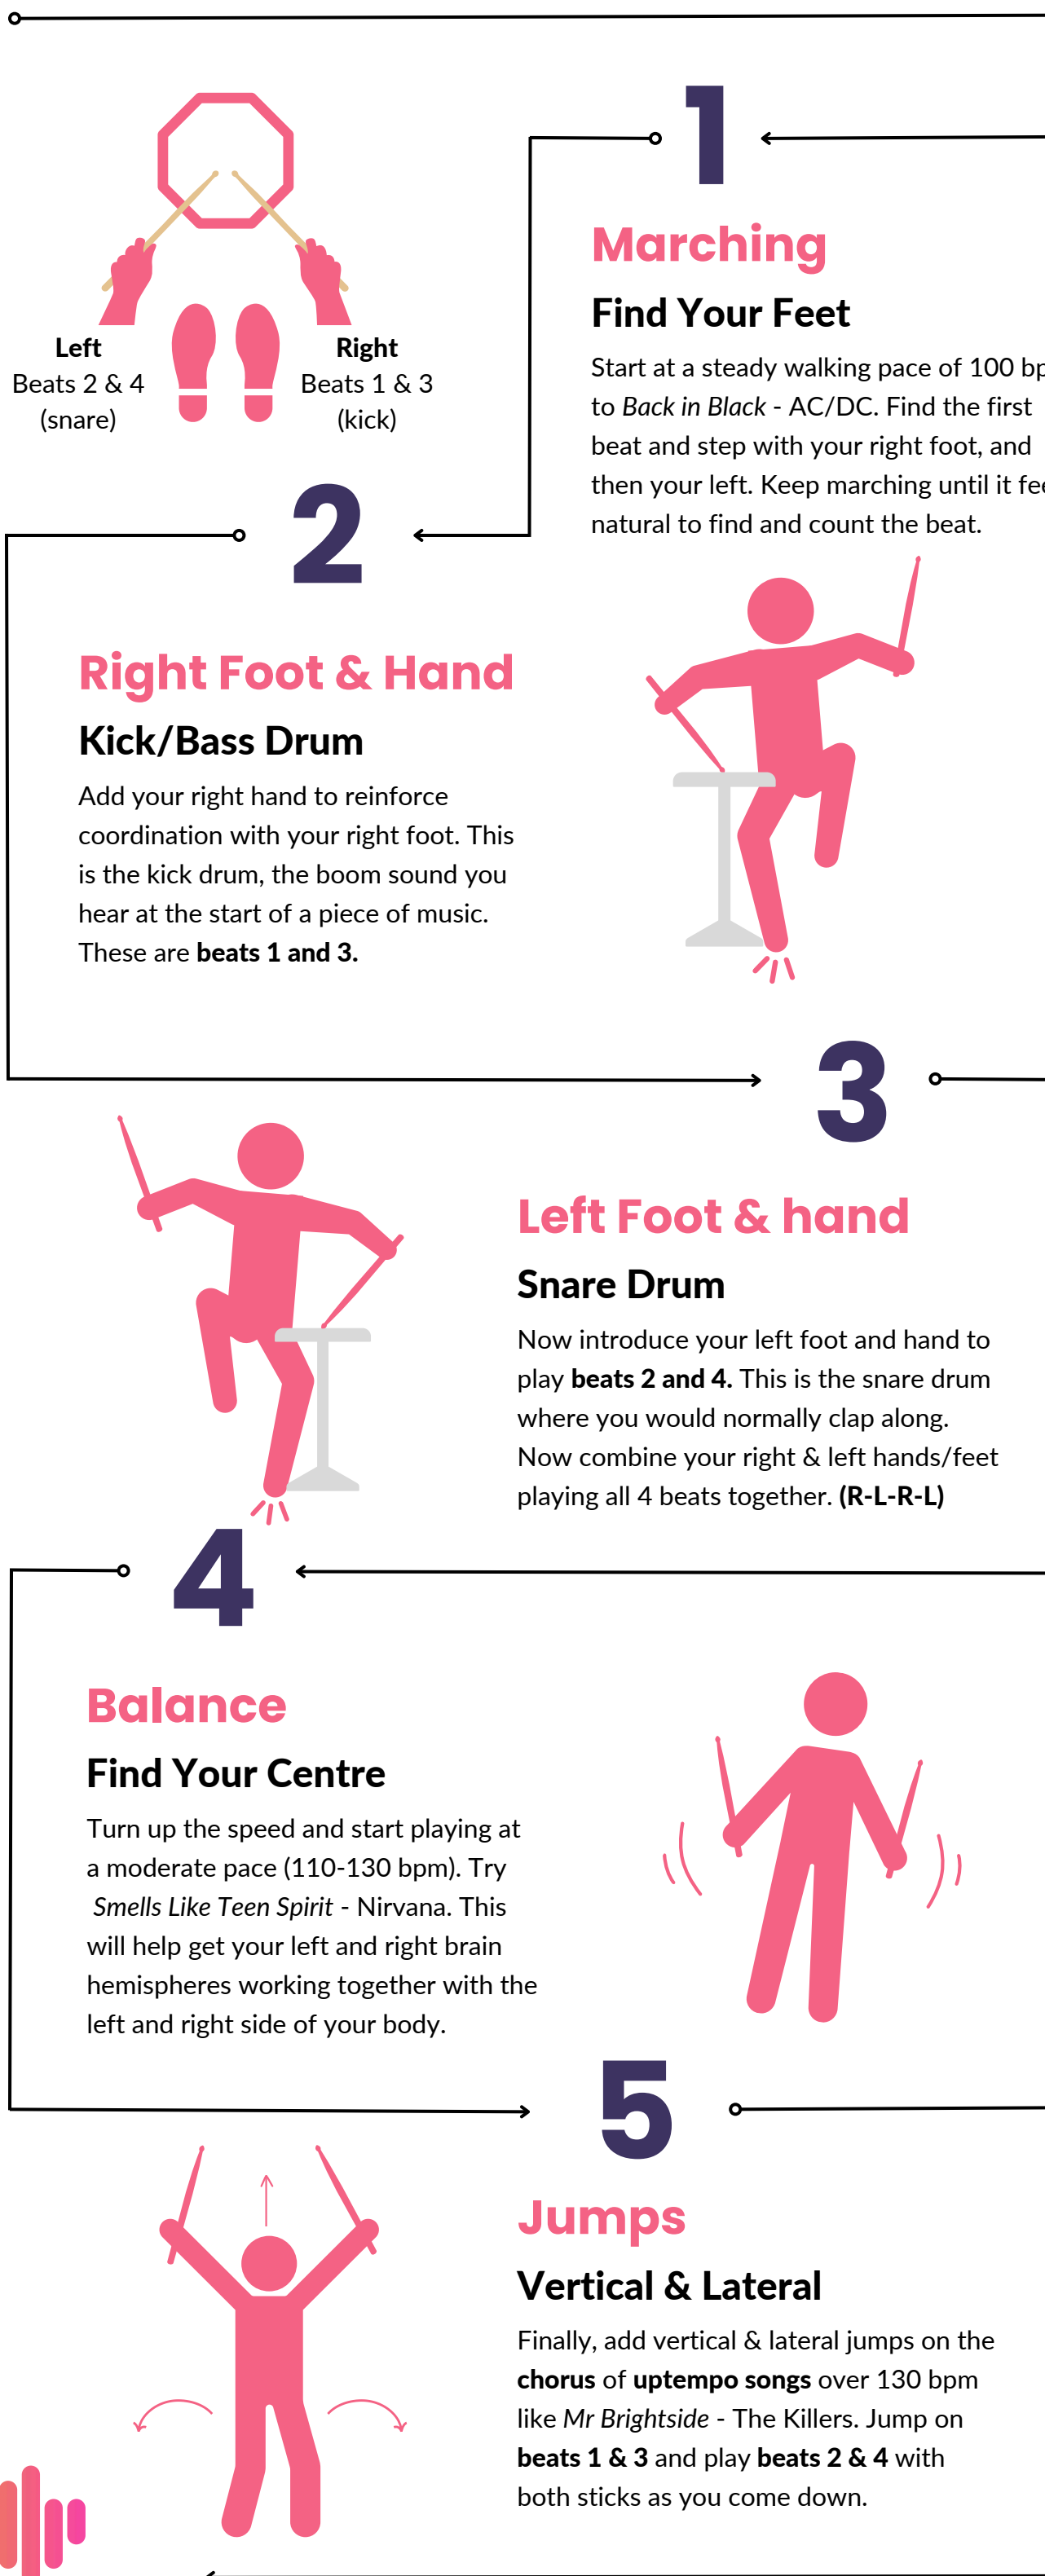 1
Marching
Find Your Feet
Start at a steady walking pace of 100
to Back in Black - AC/DC. Find the first
beat and step with your right foot, and
then your left. Keep marching until it
natural to find and count the beat.
Left
Beats 2 & 4
(snare)
Right
Beats 1 & 3
(kick)
2
Right Foot & Hand
Kick/Bass Drum
Add your right hand to reinforce
coordination with your right foot. This
is the kick drum, the boom sound you
hear at the start of a piece of music.
These are beats 1 and 3.
3
Left Foot & hand
Snare Drum
Now introduce your left foot and hand to
play beats 2 and 4. This is the snare drum
where you would normally clap along.
Now combine your right & left hands/feet
playing all 4 beats together. (R-L-R-L)
4
Balance
Find Your Centre
Turn up the speed and start playing at
a moderate pace (110-130 bpm). Try
Smells Like Teen Spirit - Nirvana. This
will help get your left and right brain
hemispheres working together with the
left and right side of your body.
5
Jumps
Vertical & Lateral
Finally, add vertical & lateral jumps on the
chorus of uptempo songs over 130 bpm
like Mr Brightside - The Killers. Jump on
beats 1 & 3 and play beats 2 & 4 with
both sticks as you come down.